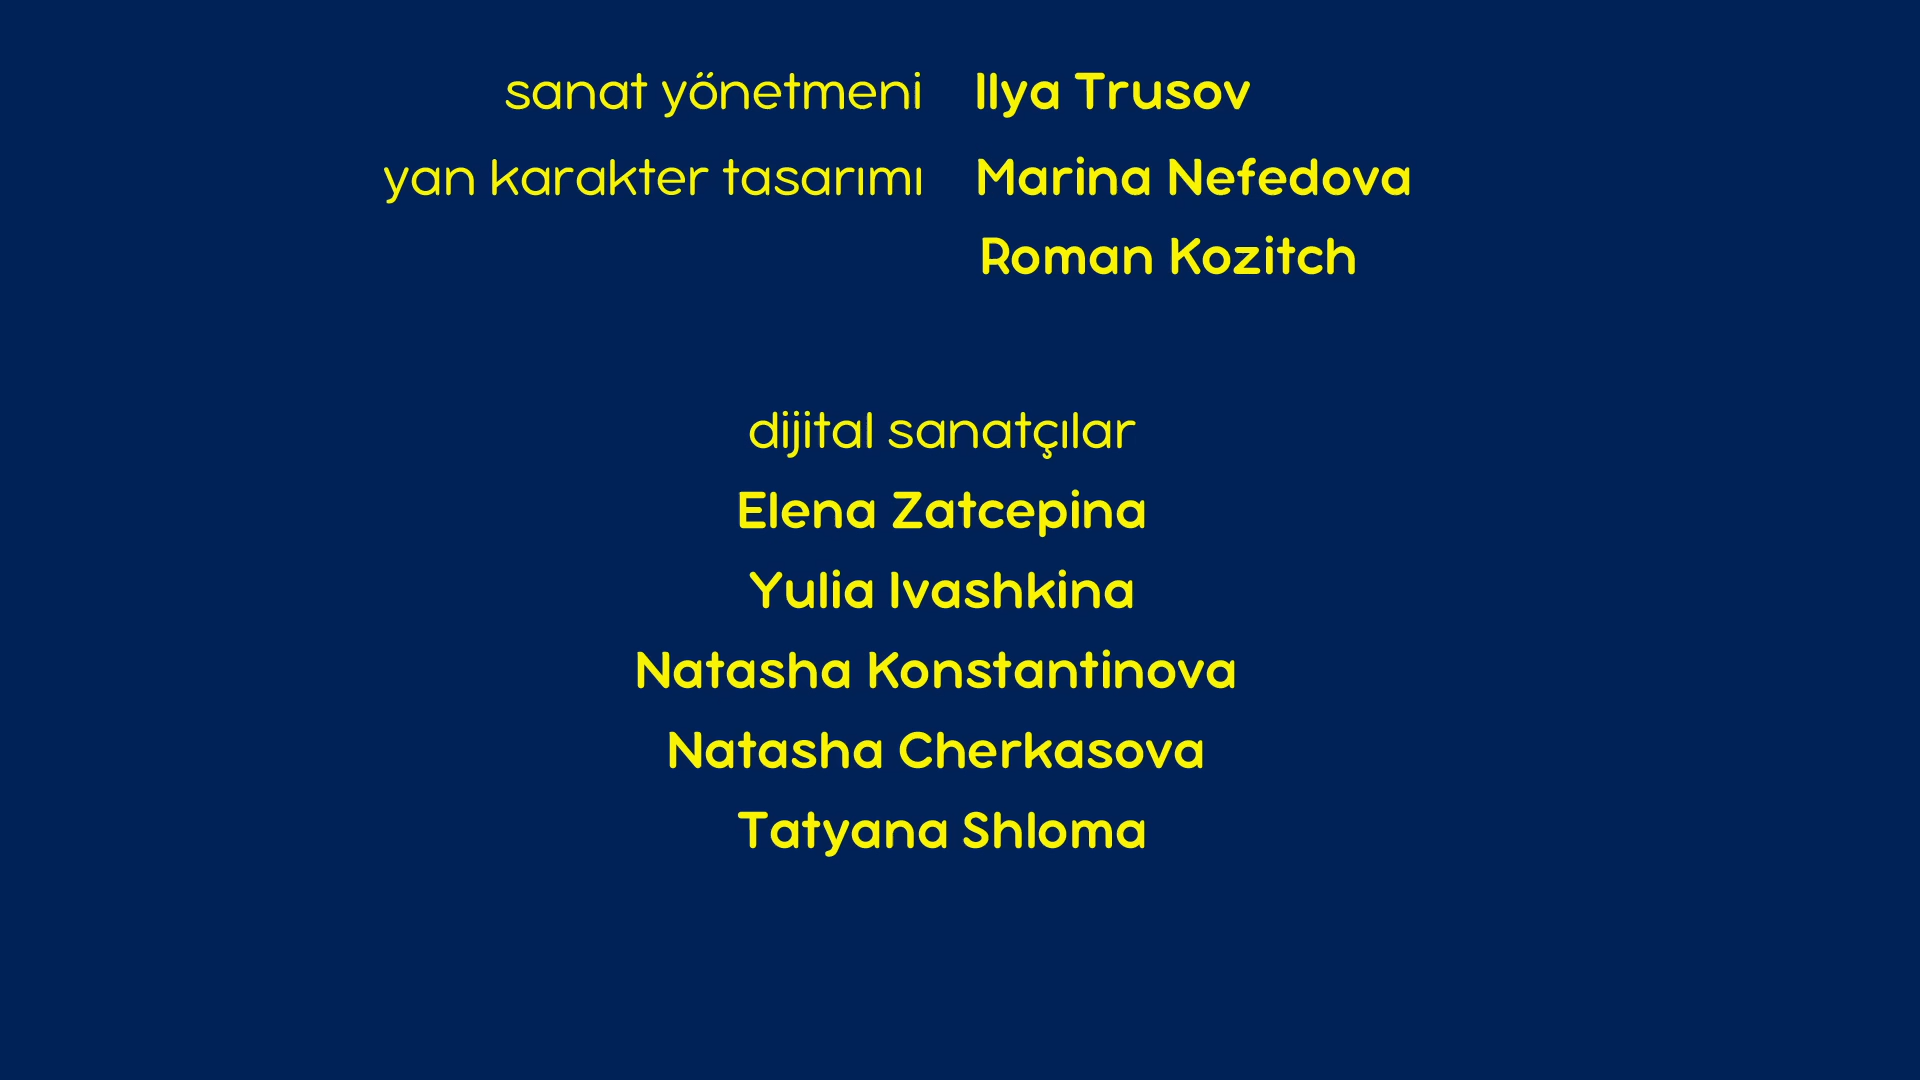 sanat yönetmeni Ilya Trusov
yan karakter tasarımı Marina Nefedova
Roman Kozitch
dijital sanatçılar
Elena Zatcepina
Yulia Ivashkina
Natasha Konstantinova
Natasha Cherkasova
Tatyana Shloma